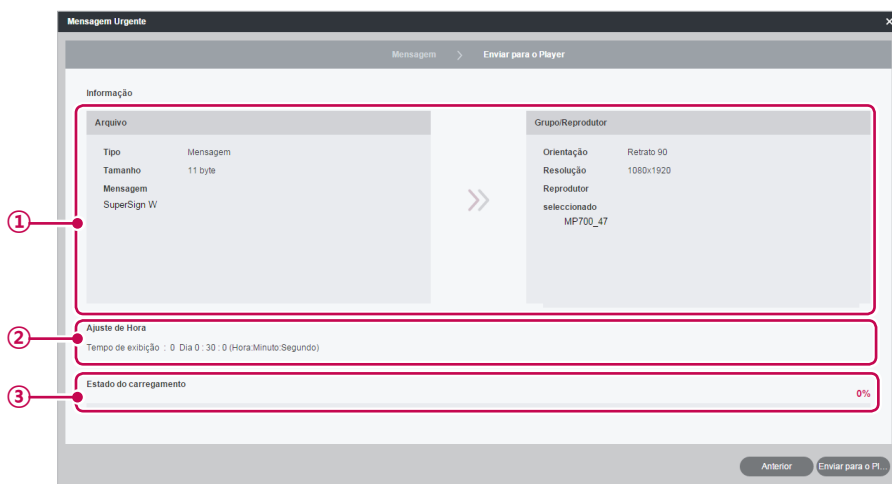 Mensagem Urgente
Mensagem > Enviar para o Player
Informação
Arquivo
Tipo Mensagem
Tamanho 11 byte
Mensagem
SuperSign W
Grupo/Reprodutor
Orientação Retrato 90
Resolução 1080x1920
Reprodutor
seleccionado
MP700_47
①
Ajuste de Hora
②
Tempo de exibição : 0 Dia 0 : 30 : 0 (Hora:Minuto:Segundo)
Estado do carregamento
③
0%
Anterior Enviar para o Pl...